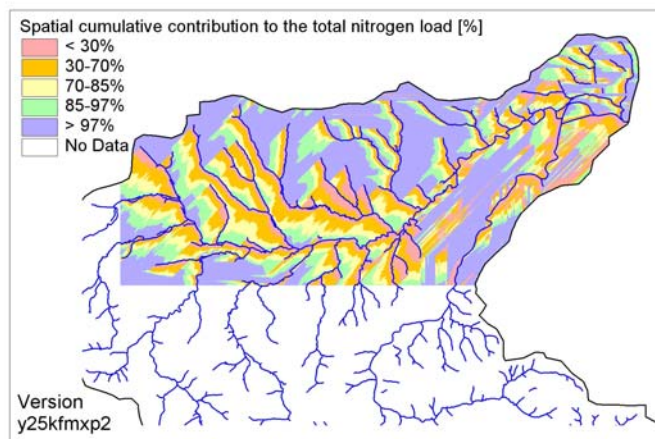 Spatial cumulative contribution to the total nitrogen load [%]
< 30%
30-70%
70-85%
85-97%
> 97%
No Data
Version
y25kfmxp2